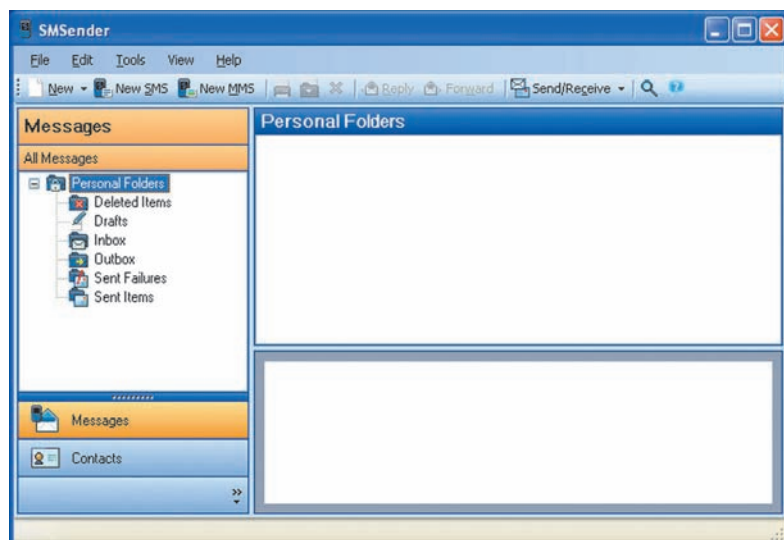 SMSender
File Edit Tools View Help
New New SMS New MMS Reply Forward Send/Receive
Messages
Personal Folders
All Messages
Personal Folders
Deleted Items
Drafts
Inbox
Outbox
Sent Failures
Sent Items
Messages
Contacts